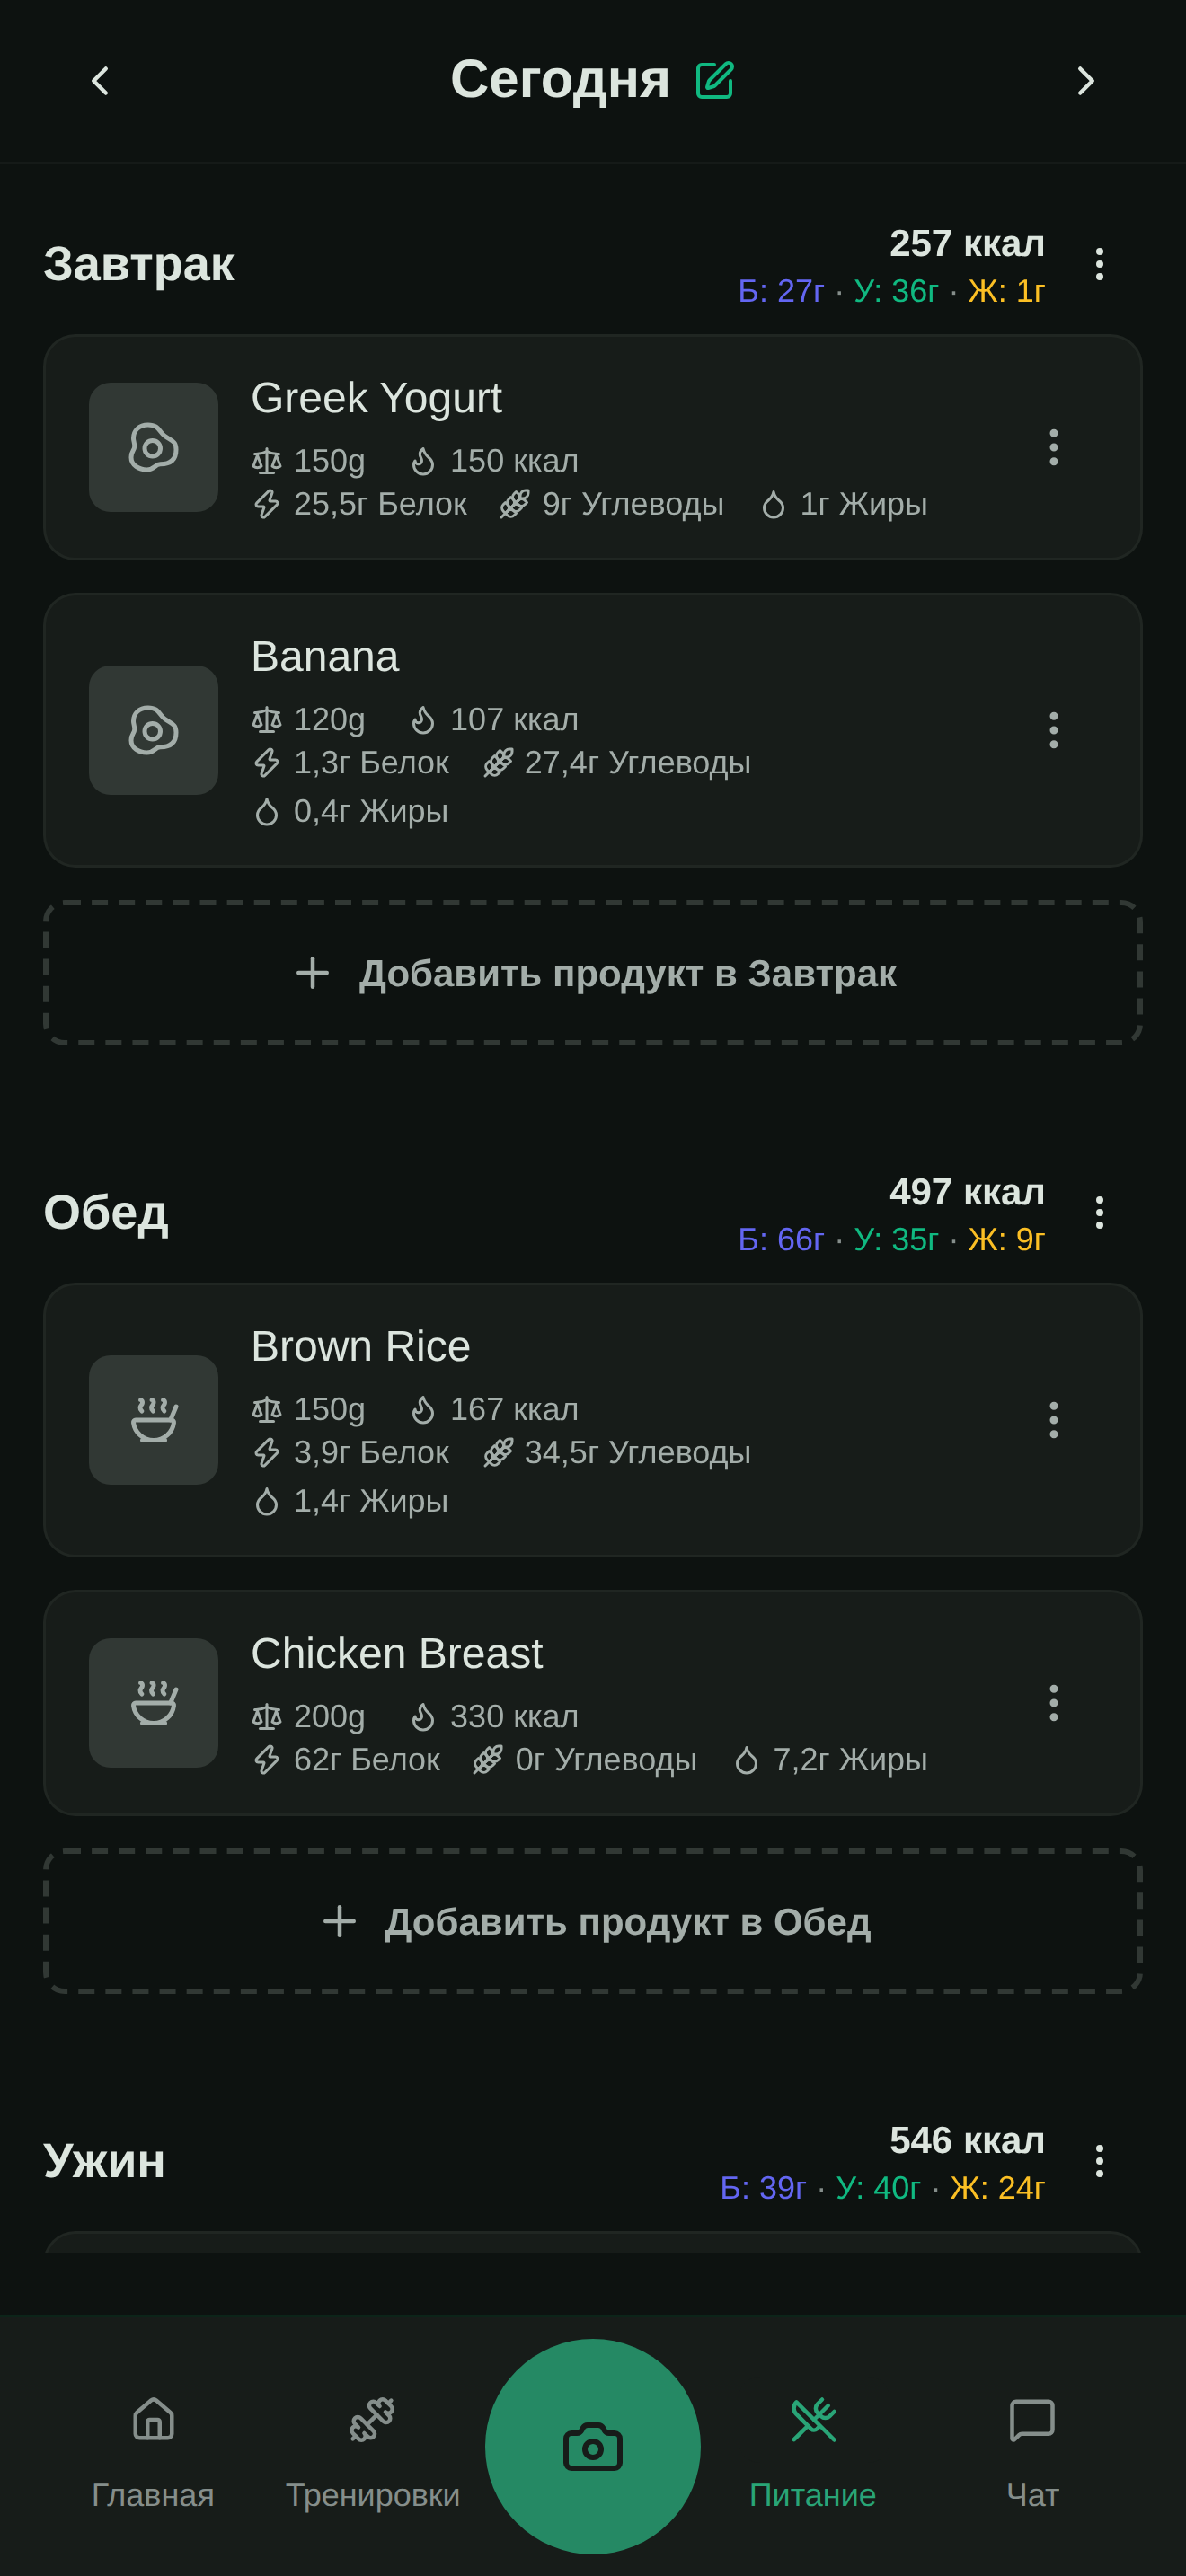 Сегодня
Завтрак
257 ккал
Б: 27г · У: 36г · Ж: 1г
Greek Yogurt
150g 150 ккал
25,5г Белок 9г Углеводы 1г Жиры
Banana
120g 107 ккал
1,3г Белок 27,4г Углеводы
0,4г Жиры
Добавить продукт в Завтрак
Обед
497 ккал
Б: 66г · У: 35г · Ж: 9г
Brown Rice
150g 167 ккал
3,9г Белок 34,5г Углеводы
1,4г Жиры
Chicken Breast
200g 330 ккал
62г Белок 0г Углеводы 7,2г Жиры
Добавить продукт в Обед
Ужин
546 ккал
Б: 39г · У: 40г · Ж: 24г
Главная Тренировки Питание Чат